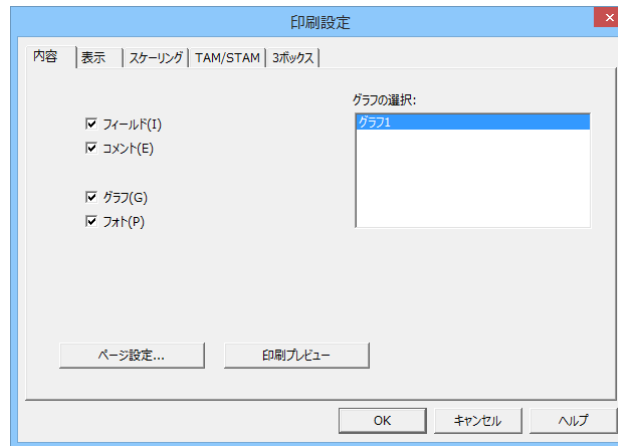 印刷設定
内容 表示 スケーリング TAM/STAM 3ボックス
グラフの選択:
グラフ1
フィールド(I)
コメント(E)
グラフ(G)
フォト(P)
ページ設定... 印刷プレビュー
OK キャンセル ヘルプ